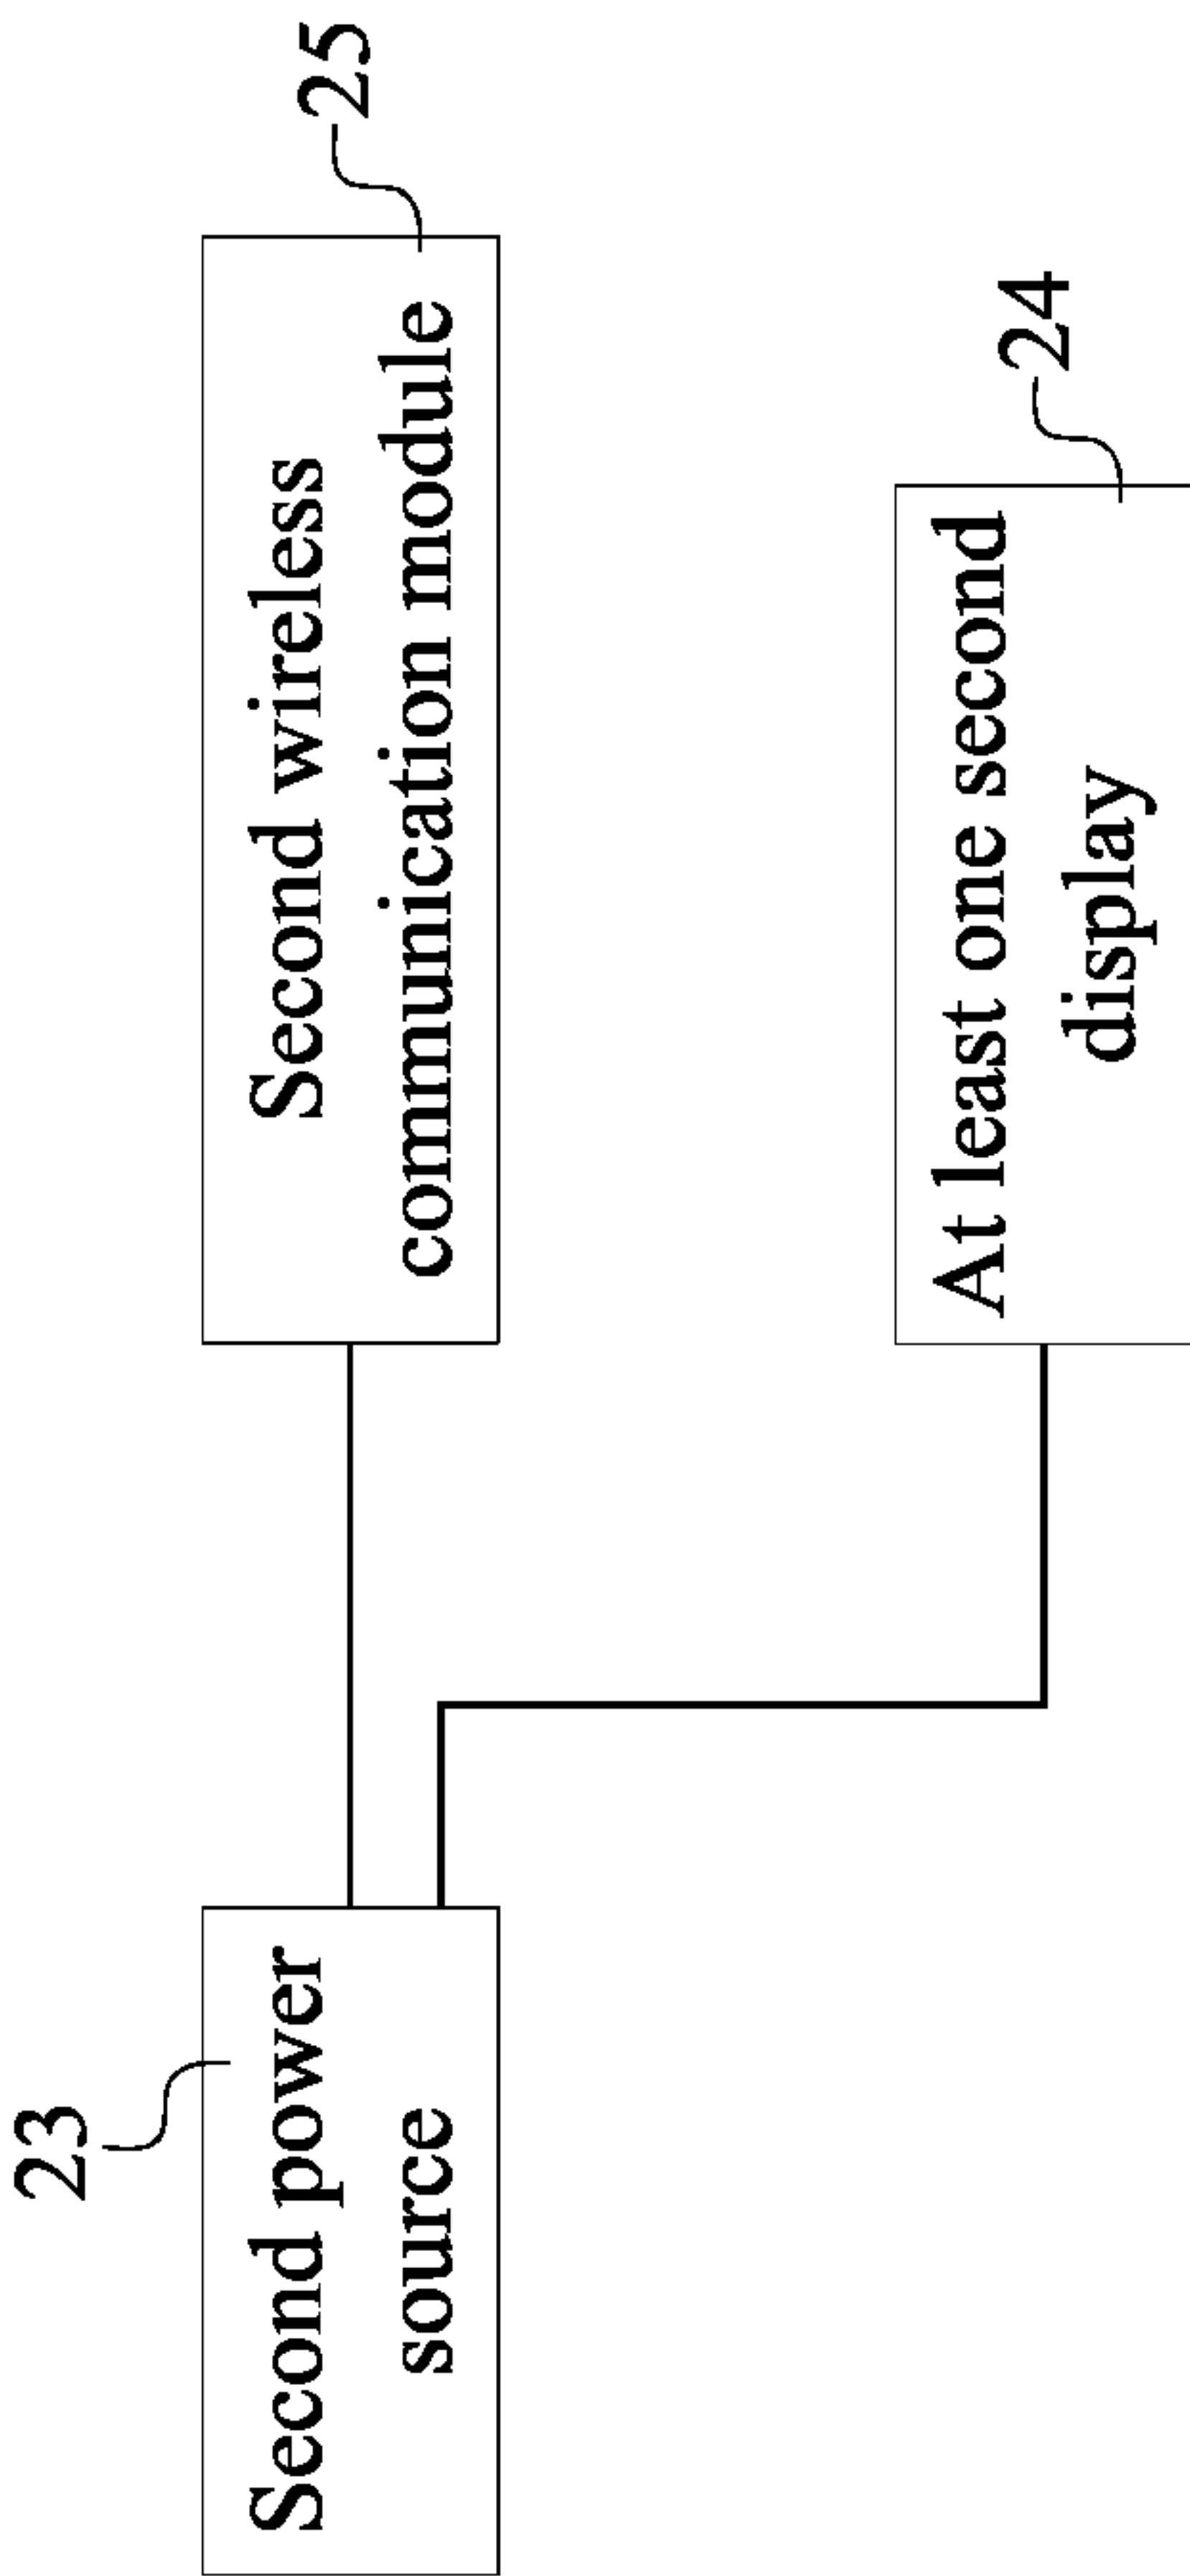 23
Second power
source
Second wireless
communication module
25
At least one second
display
24